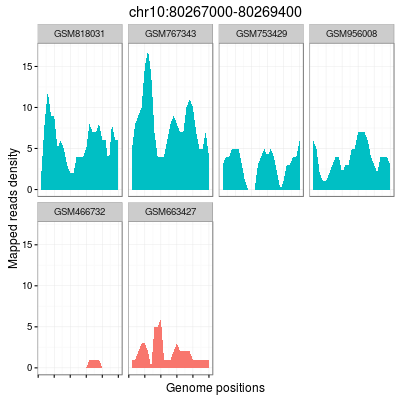 chr10:80267000-80269400
GSM818031 GSM767343 GSM753429 GSM956008
15
10
5
0
GSM466732 GSM663427
15
10
5
0
Mapped reads density
Genome positions